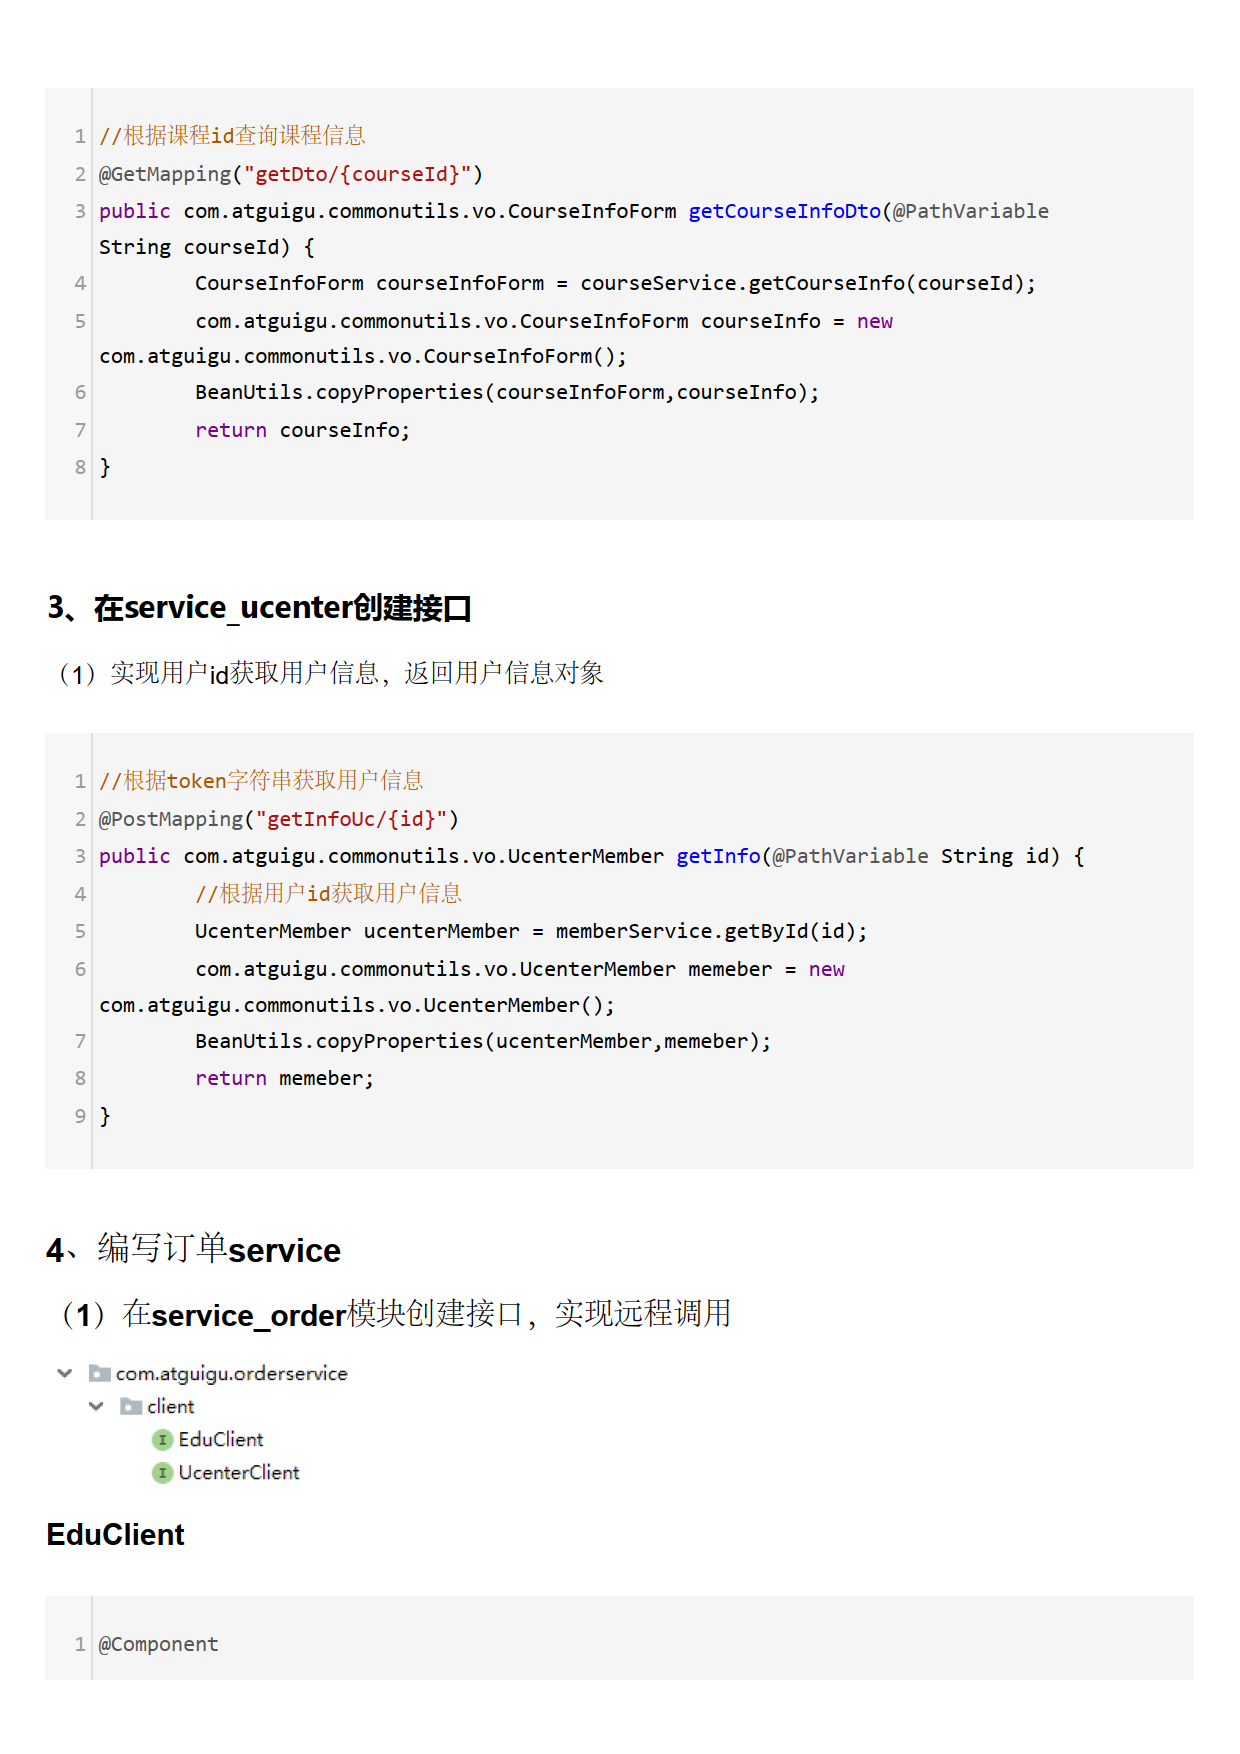 1 //根据课程id查询课程信息
2 @GetMapping("getDto/{courseId}")
3 public com.atguigu.commonutils.vo.CourseInfoForm getCourseInfoDto(@PathVariable
String courseId) {
4         CourseInfoForm courseInfoForm = courseService.getCourseInfo(courseId);
5         com.atguigu.commonutils.vo.CourseInfoForm courseInfo = new
com.atguigu.commonutils.vo.CourseInfoForm();
6         BeanUtils.copyProperties(courseInfoForm,courseInfo);
7         return courseInfo;
8 }
3、在service_ucenter创建接口
（1）实现用户id获取用户信息，返回用户信息对象
1 //根据token字符串获取用户信息
2 @PostMapping("getInfoUc/{id}")
3 public com.atguigu.commonutils.vo.UcenterMember getInfo(@PathVariable String id) {
4         //根据用户id获取用户信息
5         UcenterMember ucenterMember = memberService.getById(id);
6         com.atguigu.commonutils.vo.UcenterMember memeber = new
com.atguigu.commonutils.vo.UcenterMember();
7         BeanUtils.copyProperties(ucenterMember,memeber);
8         return memeber;
9 }
4、编写订单service
（1）在service_order模块创建接口，实现远程调用
com.atguigu.orderservice
client
I EduClient
I UcenterClient
EduClient
1 @Component